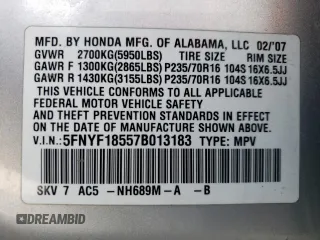 MFD. BY HONDA MFG. OF ALABAMA, LLC 02/'07
GVWR 2700KG(5950LBS) TIRE SIZE RIM SIZE
GAWR F 1300KG(2865LBS) P235/70R16 104S 16X6.5JJ
GAWR R 1430KG(3155LBS) P235/70R16 104S 16X6.5JJ
THIS VEHICLE CONFORMS TO ALL APPLICABLE
FEDERAL MOTOR VEHICLE SAFETY AND
THEFT PREVENTION STANDARDS IN EFFECT
ON THE DATE OF MANUFACTURE SHOWN ABOVE.
V.I.N.: 5FNYF18557B013183 TYPE: MPV
SKV 7 AC5 -NH689M-A -B
DREAMBID